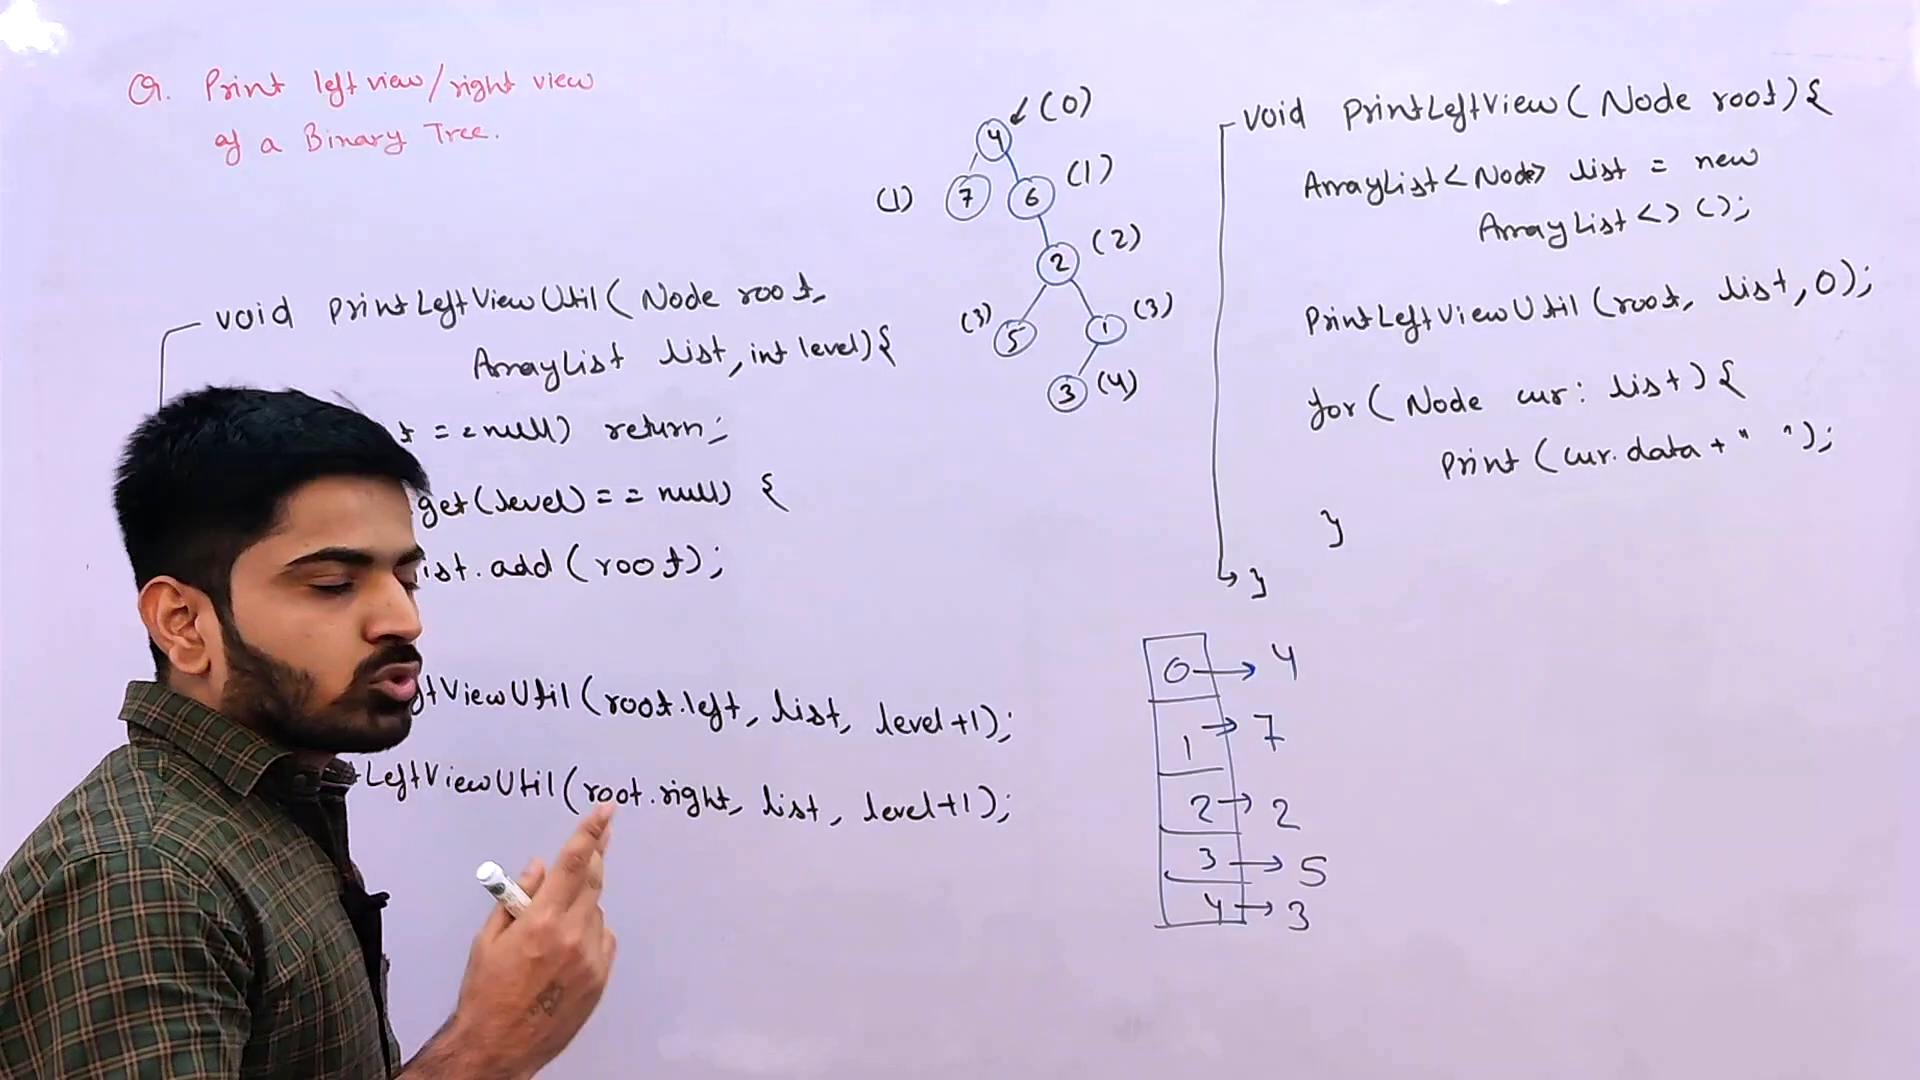 Q. Print left view/right view
of a Binary Tree.
void PrintLeftViewUtil(Node root,
ArrayList list, int level){
== null) return;
get(level) == null) {
ist.add(root);
ftViewUtil(root.left, list, level+1);
LeftViewUtil(root.right, list, level+1);
(0)
4
(1) 7 6 (1)
2 (2)
(3) 5 1 (3)
3 (4)
void PrintLeftView(Node root){
ArrayList<Node> list = new
ArrayList<>();
PrintLeftViewUtil(root, list, 0);
for(Node cur: list){
Print(cur.data + " ");
}
}
0 → 4
1 → 7
2 → 2
3 → 5
4 → 3